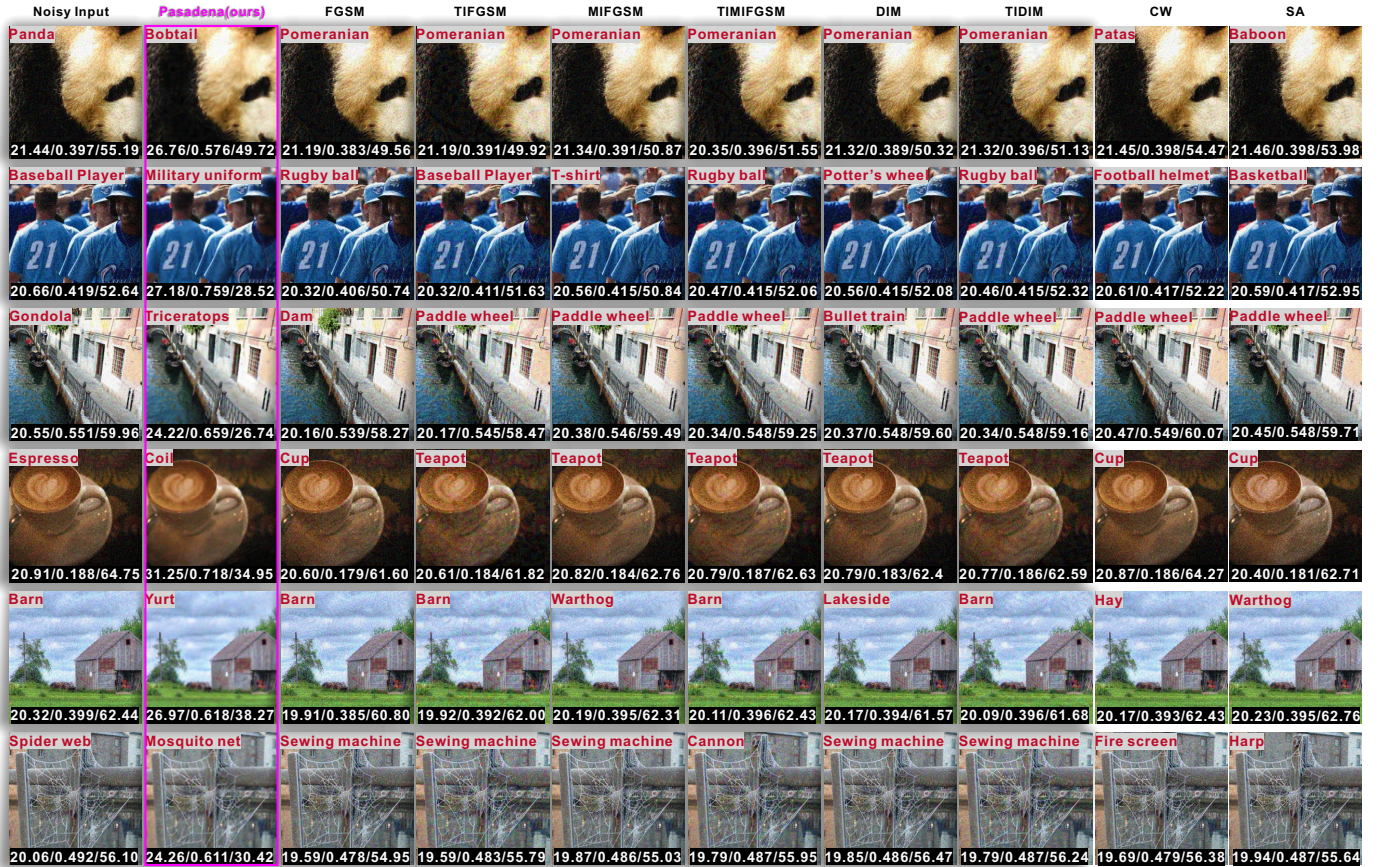 Noisy Input Pasadena(ours) FGSM TIFGSM MIFGSM TIMIFGSM DIM TIDIM CW SA
Panda Bobtail Pomeranian Pomeranian Pomeranian Pomeranian Pomeranian Pomeranian Patas Baboon
21.44/0.397/55.19 26.76/0.576/49.72 21.19/0.383/49.56 21.19/0.391/49.92 21.34/0.391/50.87 20.35/0.396/51.55 21.32/0.389/50.32 21.32/0.396/51.13 21.45/0.398/54.47 21.46/0.398/53.98
Baseball Player Military uniform Rugby ball Baseball Player T-shirt Rugby ball Potter's wheel Rugby ball Football helmet Basketball
21 21 21 21 21 21 21 21 21 21
20.66/0.419/52.64 27.18/0.759/28.52 20.32/0.406/50.74 20.32/0.411/51.63 20.56/0.415/50.84 20.47/0.415/52.06 20.56/0.415/52.08 20.46/0.415/52.32 20.61/0.417/52.22 20.59/0.417/52.95
Gondola Triceratops Dam Paddle wheel Paddle wheel Paddle wheel Bullet train Paddle wheel Paddle wheel Paddle wheel
20.55/0.551/59.96 24.22/0.659/26.74 20.16/0.539/58.27 20.17/0.545/58.47 20.38/0.546/59.49 20.34/0.548/59.25 20.37/0.548/59.60 20.34/0.548/59.16 20.47/0.549/60.07 20.45/0.548/59.71
Espresso Coil Cup Teapot Teapot Teapot Teapot Teapot Cup Cup
20.91/0.188/64.75 31.25/0.718/34.95 20.60/0.179/61.60 20.61/0.184/61.82 20.82/0.184/62.76 20.79/0.187/62.63 20.79/0.183/62.4 20.77/0.186/62.59 20.87/0.186/64.27 20.40/0.181/62.71
Barn Yurt Barn Barn Warthog Barn Lakeside Barn Hay Warthog
20.32/0.399/62.44 26.97/0.618/38.27 19.91/0.385/60.80 19.92/0.392/62.00 20.19/0.395/62.31 20.11/0.396/62.43 20.17/0.394/61.57 20.09/0.396/61.68 20.17/0.393/62.43 20.23/0.395/62.76
Spider web Mosquito net Sewing machine Sewing machine Sewing machine Cannon Sewing machine Sewing machine Fire screen Harp
20.06/0.492/56.10 24.26/0.611/30.42 19.59/0.478/54.95 19.59/0.483/55.79 19.87/0.486/55.03 19.79/0.487/55.95 19.85/0.486/56.47 19.79/0.487/56.24 19.69/0.479/56.38 19.94/0.487/55.64